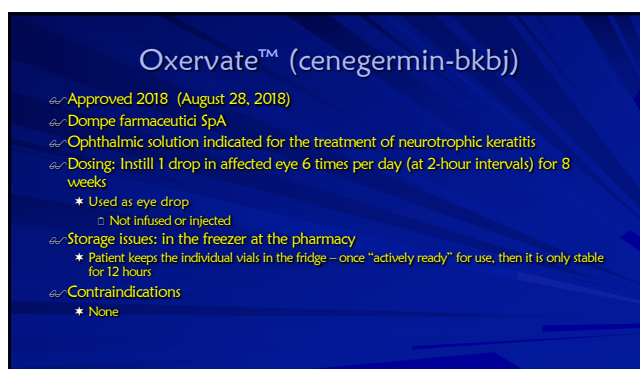 Oxervate™ (cenegermin-bkbj)
Approved 2018 (August 28, 2018)
Dompe farmaceutici SpA
Ophthalmic solution indicated for the treatment of neurotrophic keratitis
Dosing: Instill 1 drop in affected eye 6 times per day (at 2-hour intervals) for 8
weeks
Used as eye drop
Not infused or injected
Storage issues: in the freezer at the pharmacy
Patient keeps the individual vials in the fridge – once “actively ready” for use, then it is only stable
for 12 hours
Contraindications
None